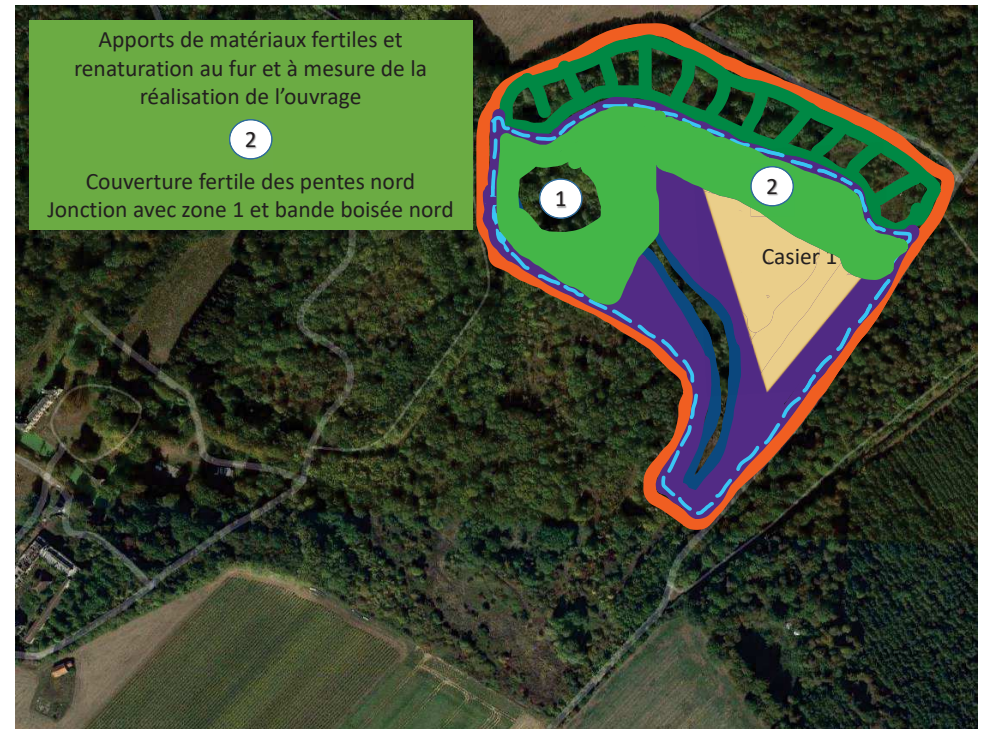 Apports de matériaux fertiles et
renaturation au fur et à mesure de la
réalisation de l’ouvrage
2
Couverture fertile des pentes nord
Jonction avec zone 1 et bande boisée nord
1
2
Casier 1